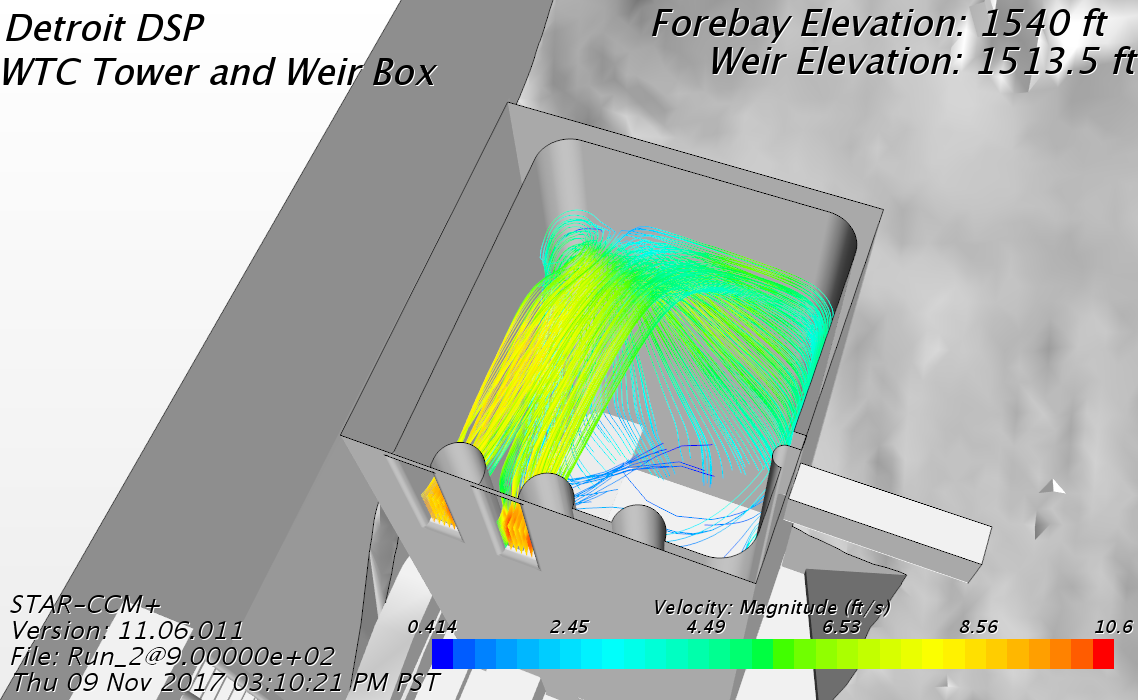 Detroit DSP
WTC Tower and Weir Box
Forebay Elevation: 1540 ft
Weir Elevation: 1513.5 ft
STAR-CCM+
Version: 11.06.011
File: Run_2@9.00000e+02
Thu 09 Nov 2017 03:10:21 PM PST
Velocity: Magnitude (ft/s)
0.414 2.45 4.49 6.53 8.56 10.6